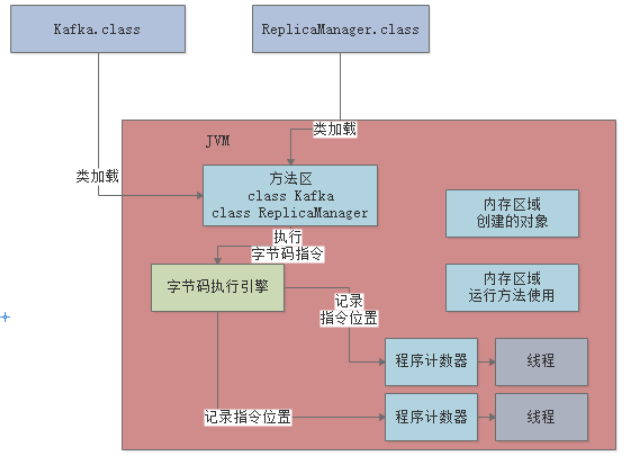 Kafka.class
ReplicaManager.class
JVM
类加载
类加载
方法区
class Kafka
class ReplicaManager
内存区域
创建的对象
执行
字节码指令
字节码执行引擎
内存区域
运行方法使用
记录
指令位置
程序计数器
线程
记录指令位置
程序计数器
线程